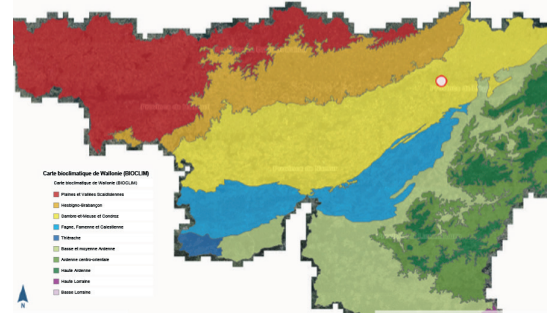 Carte bioclimatique de Wallonie (BIOCLIM)
Carte bioclimatique de Wallonie (BIOCLIM)
Plaines et Vallées Scaldisiennes
Hesbigno-Brabançon
Sambre-et-Meuse et Condroz
Fagne, Famenne et Calestienne
Thiérache
Basse et moyenne Ardenne
Ardenne centro-orientale
Haute Ardenne
Haute Lorraine
Basse Lorraine
N